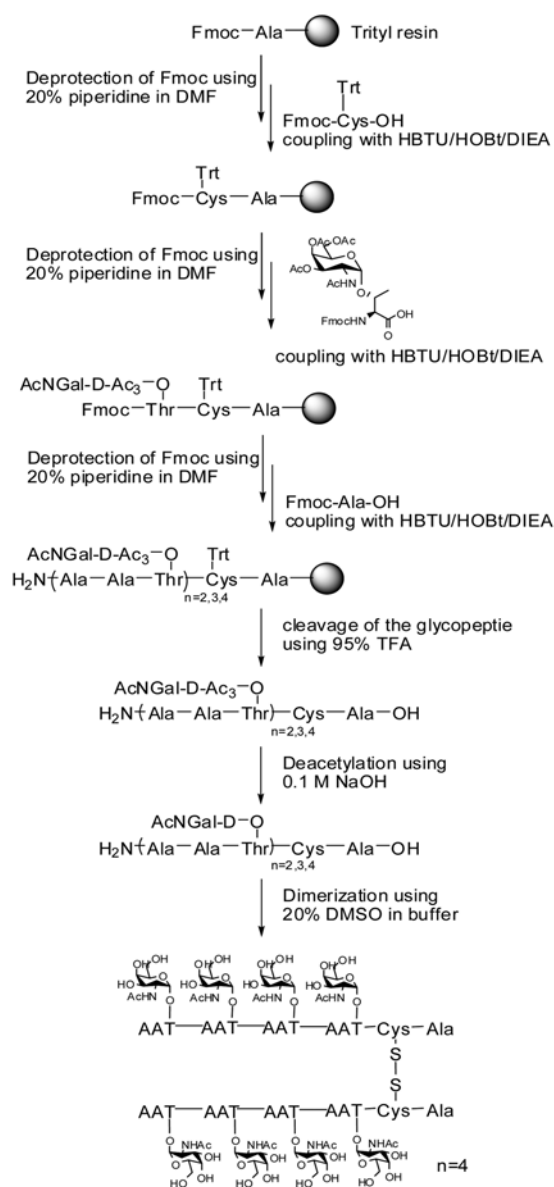 Fmoc—Ala— Trityl resin
Deprotection of Fmoc using
20% piperidine in DMF
Trt
Fmoc-Cys-OH
coupling with HBTU/HOBt/DIEA
Trt
Fmoc—Cys—Ala—
Deprotection of Fmoc using
20% piperidine in DMF
OAc OAc
AcO
AcHN
O
FmocHN OH
O
coupling with HBTU/HOBt/DIEA
AcNGal-D-Ac3—O Trt
Fmoc—Thr—Cys—Ala—
Deprotection of Fmoc using
20% piperidine in DMF
Fmoc-Ala-OH
coupling with HBTU/HOBt/DIEA
AcNGal-D-Ac3—O Trt
H2N(Ala—Ala—Thr)—Cys—Ala—
n=2,3,4
cleavage of the glycopeptie
using 95% TFA
AcNGal-D-Ac3—O
H2N(Ala—Ala—Thr)—Cys—Ala—OH
n=2,3,4
Deacetylation using
0.1 M NaOH
AcNGal-D—O
H2N(Ala—Ala—Thr)—Cys—Ala—OH
n=2,3,4
Dimerization using
20% DMSO in buffer
OH OH OH OH OH OH OH OH
HO HO HO HO
AcHN AcHN AcHN AcHN
O O O O
AAT—AAT—AAT—AAT—Cys—Ala
S
S
AAT—AAT—AAT—AAT—Cys—Ala
O O O O
NHAc NHAc NHAc NHAc
OH OH OH OH
HO OH HO OH HO OH HO OH
n=4